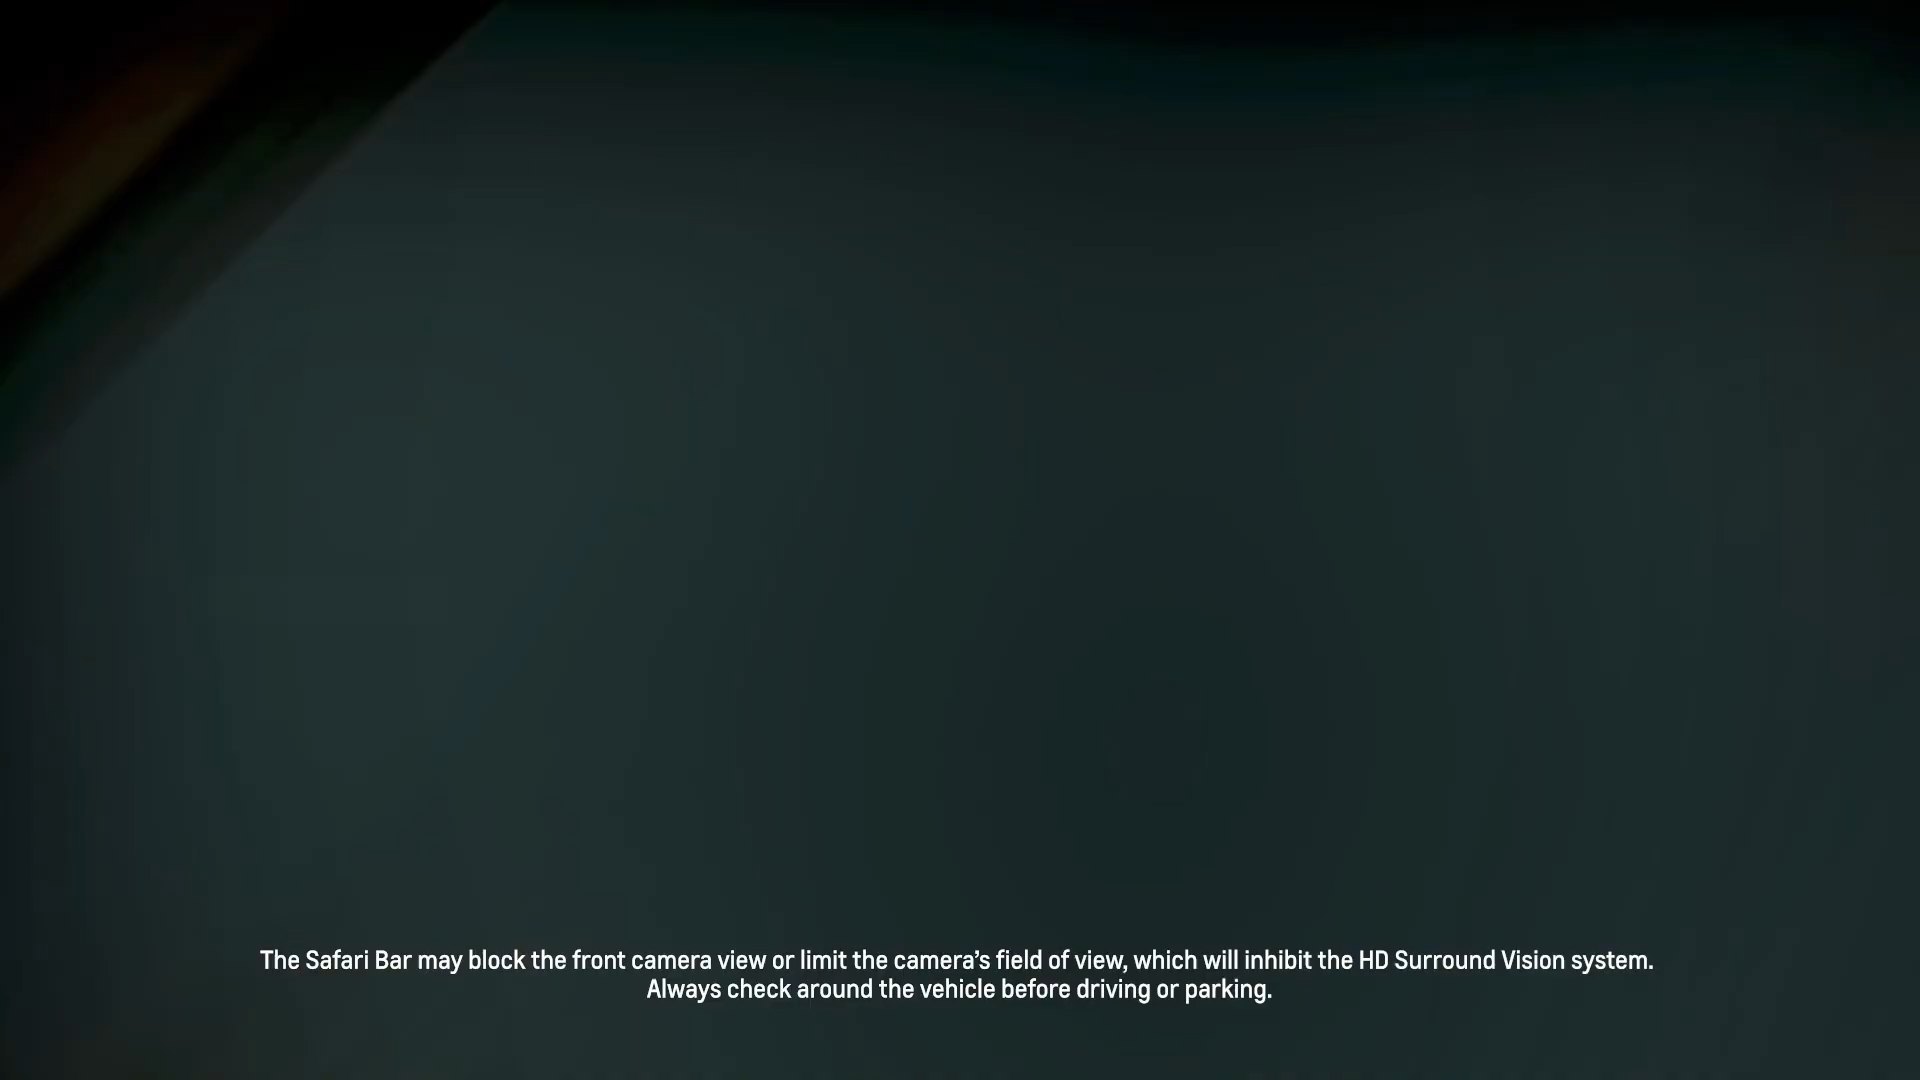 The Safari Bar may block the front camera view or limit the camera’s field of view, which will inhibit the HD Surround Vision system.
Always check around the vehicle before driving or parking.